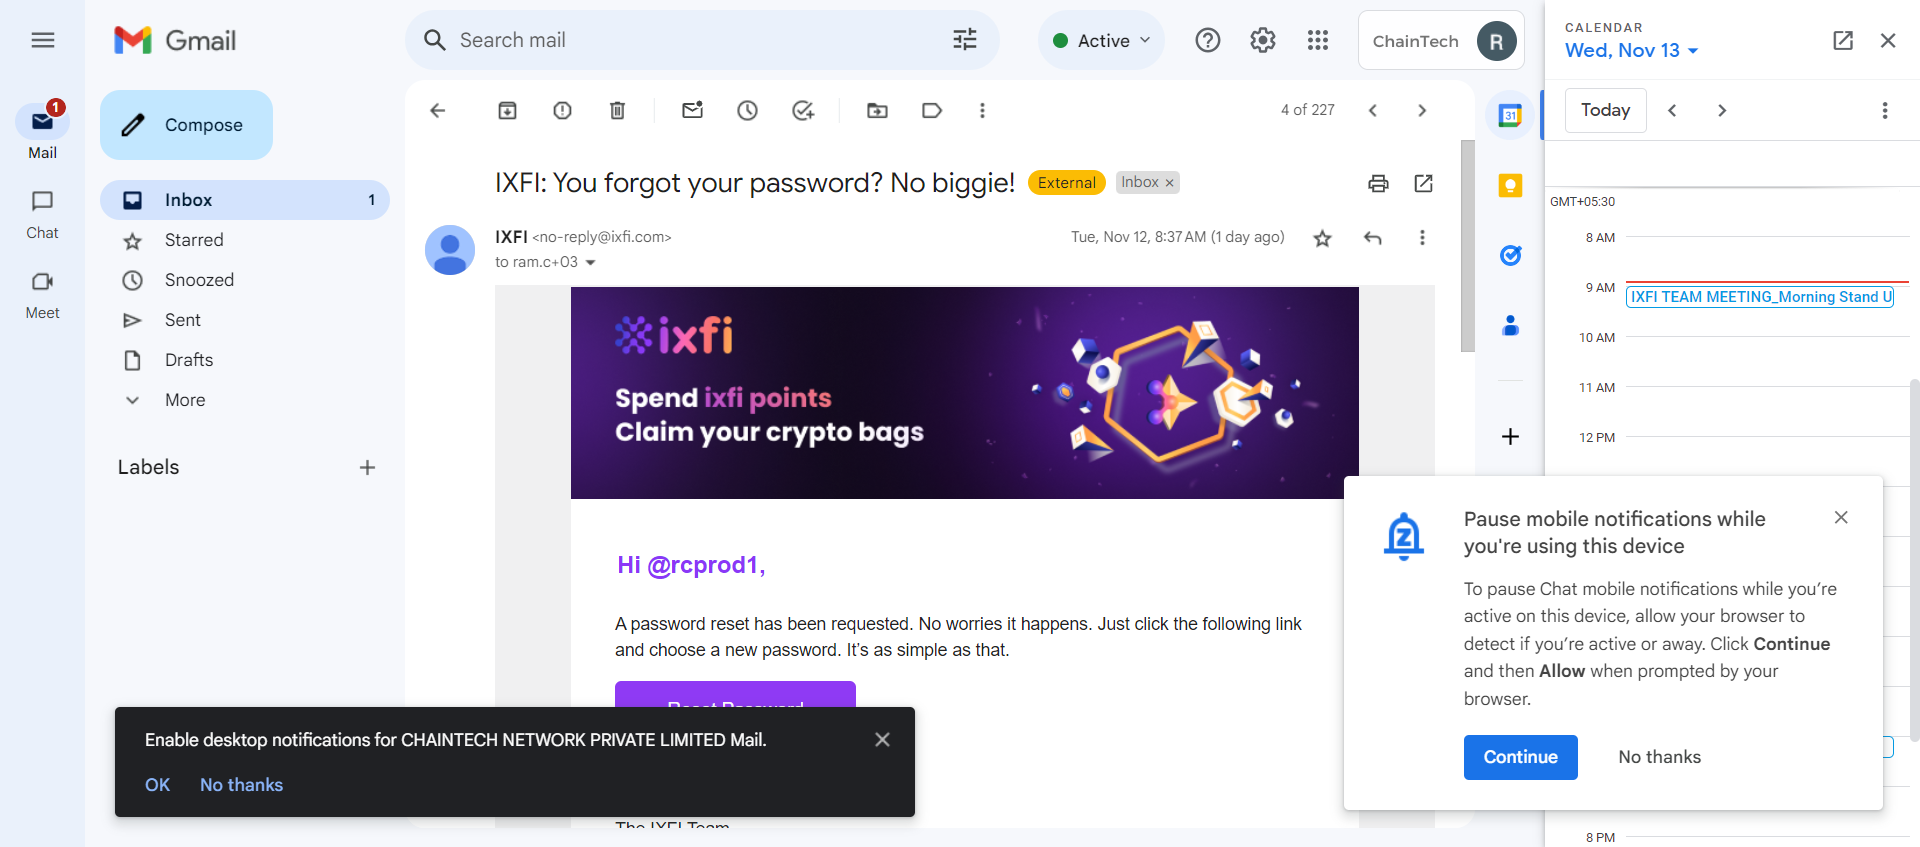 Gmail
Search mail
Active
ChainTech
R
CALENDAR
Wed, Nov 13
1
Mail
Chat
Meet
Compose
Inbox 1
Starred
Snoozed
Sent
Drafts
More
Labels
4 of 227
IXFI: You forgot your password? No biggie! External Inbox ×
IXFI <no-reply@ixfi.com> Tue, Nov 12, 8:37 AM (1 day ago)
to ram.c+03
ixfi
Spend ixfi points
Claim your crypto bags
Hi @rcprod1,
A password reset has been requested. No worries it happens. Just click the following link
and choose a new password. It's as simple as that.
Reset Password
The IXFI Team
Enable desktop notifications for CHAINTECH NETWORK PRIVATE LIMITED Mail.
OK No thanks
31
Today
GMT+05:30
8 AM
9 AM
IXFI TEAM MEETING_Morning Stand U
10 AM
11 AM
12 PM
Pause mobile notifications while
you're using this device
To pause Chat mobile notifications while you’re
active on this device, allow your browser to
detect if you’re active or away. Click Continue
and then Allow when prompted by your
browser.
Continue No thanks
8 PM